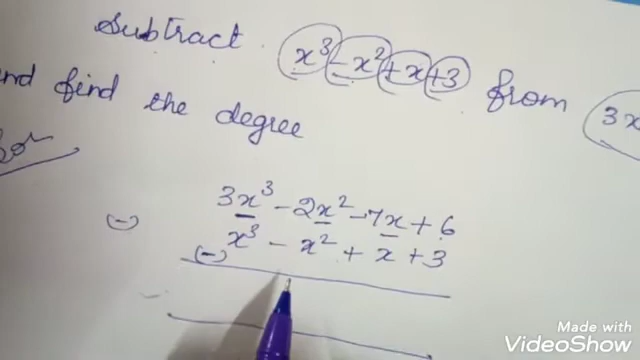 Subtract x³ - x² + x + 3 from 3x
and find the degree
3x³ - 2x² - 7x + 6
(-)
x³ - x² + x + 3
(-)
Made with
VideoShow